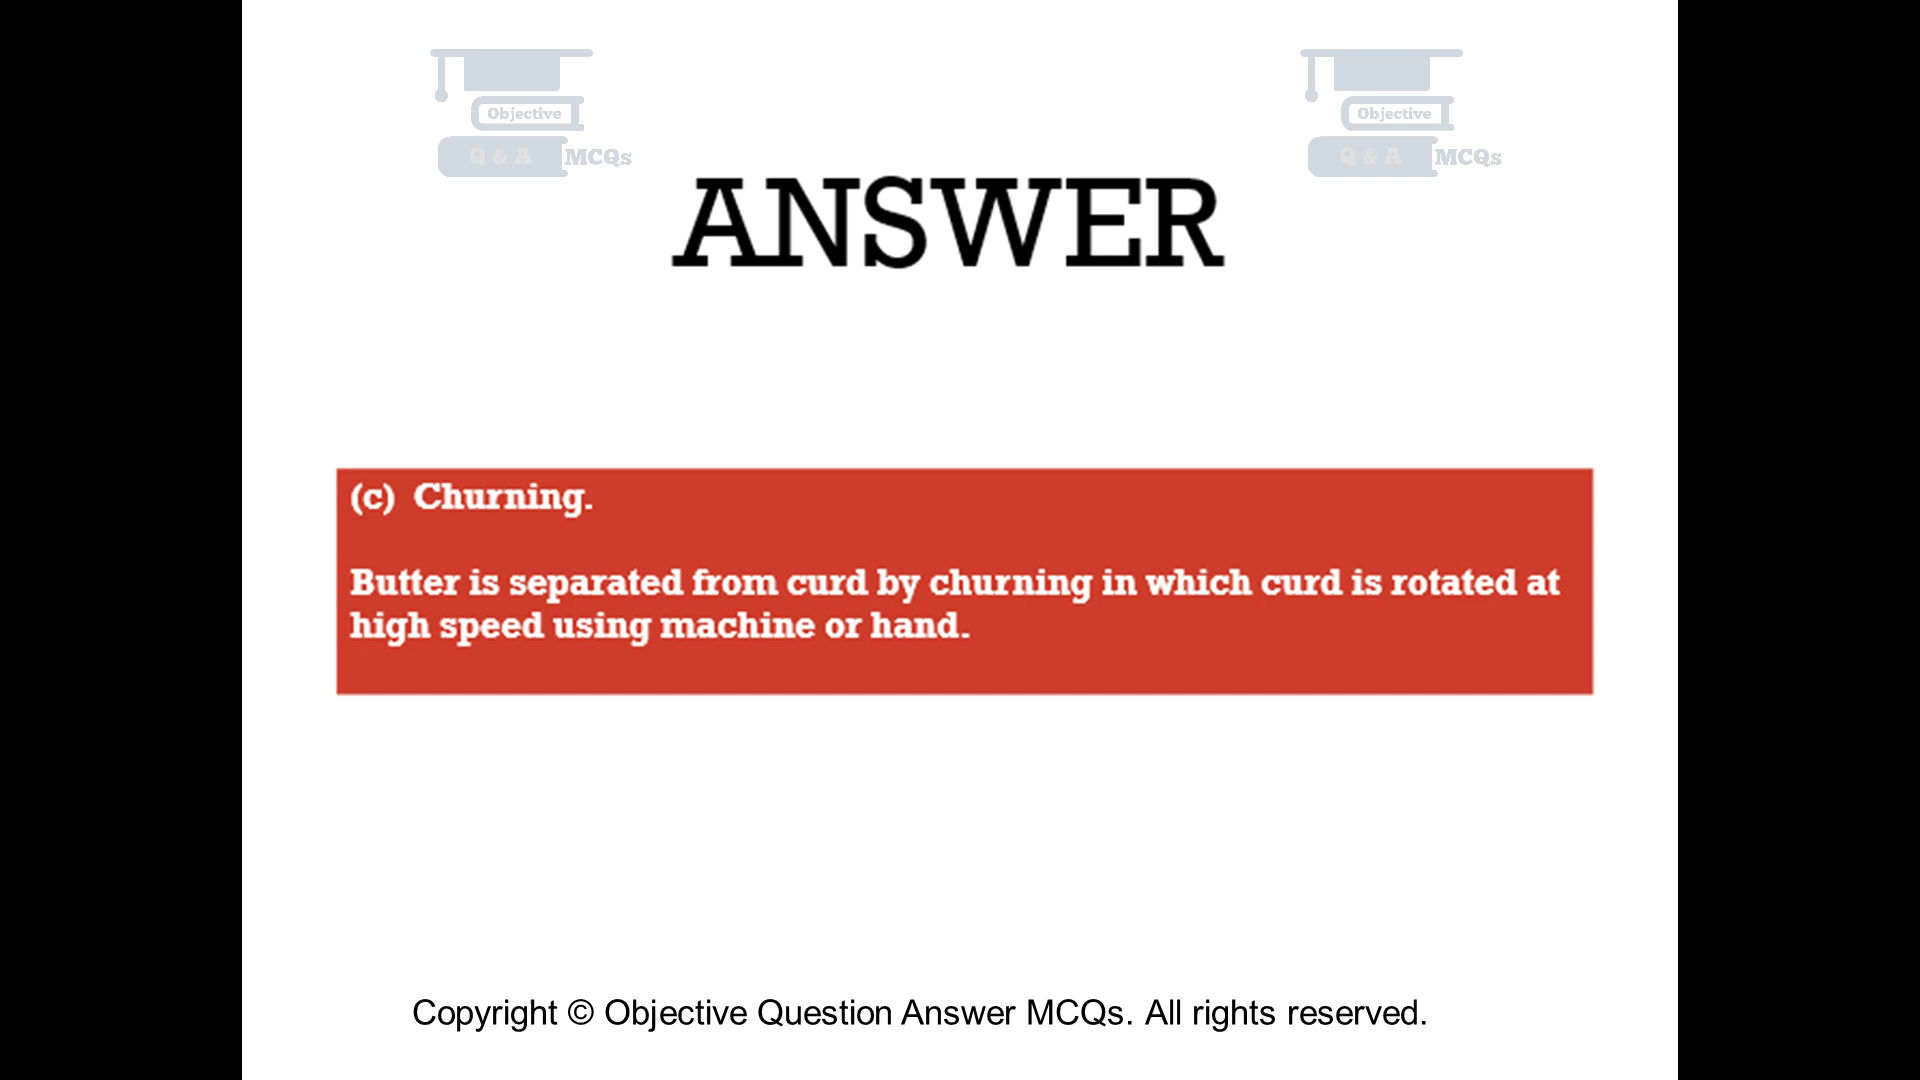 Objective
Q & A MCQs
Objective
Q & A MCQs
ANSWER
(c) Churning.
Butter is separated from curd by churning in which curd is rotated at
high speed using machine or hand.
Copyright © Objective Question Answer MCQs. All rights reserved.